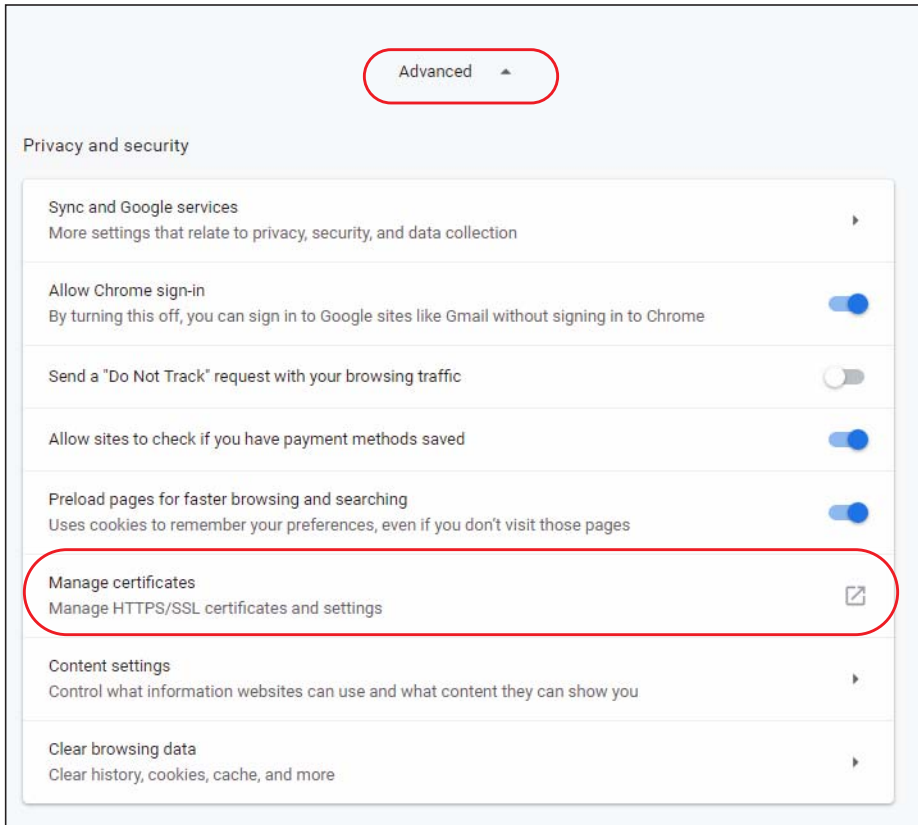 Advanced
Privacy and security
Sync and Google services
More settings that relate to privacy, security, and data collection
Allow Chrome sign-in
By turning this off, you can sign in to Google sites like Gmail without signing in to Chrome
Send a "Do Not Track" request with your browsing traffic
Allow sites to check if you have payment methods saved
Preload pages for faster browsing and searching
Uses cookies to remember your preferences, even if you don't visit those pages
Manage certificates
Manage HTTPS/SSL certificates and settings
Content settings
Control what information websites can use and what content they can show you
Clear browsing data
Clear history, cookies, cache, and more